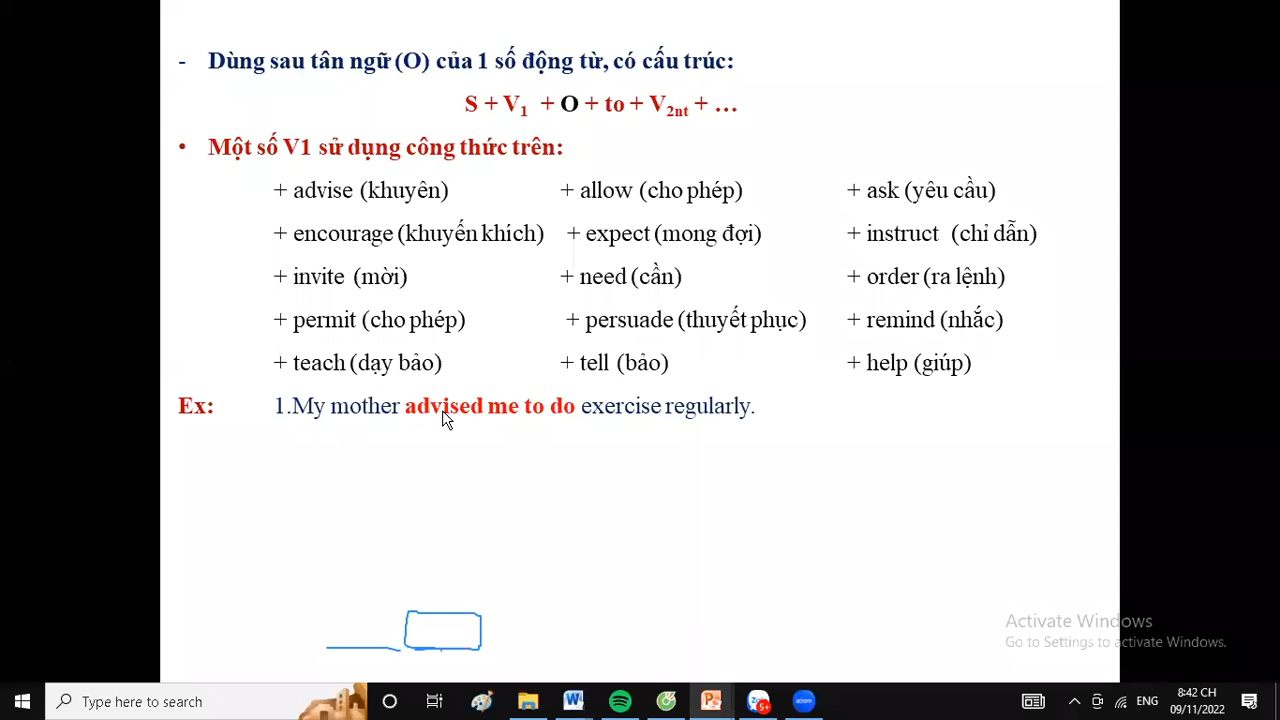 - Dùng sau tân ngữ (O) của 1 số động từ, có cấu trúc:
S + V1 + O + to + V2nt + …
• Một số V1 sử dụng công thức trên:
+ advise (khuyên) + allow (cho phép) + ask (yêu cầu)
+ encourage (khuyến khích) + expect (mong đợi) + instruct (chỉ dẫn)
+ invite (mời) + need (cần) + order (ra lệnh)
+ permit (cho phép) + persuade (thuyết phục) + remind (nhắc)
+ teach (dạy bảo) + tell (bảo) + help (giúp)
Ex: 1.My mother advised me to do exercise regularly.
Activate Windows
Go to Settings to activate Windows.
Type here to search
ENG
8:42 CH
09/11/2022
5+
zoom